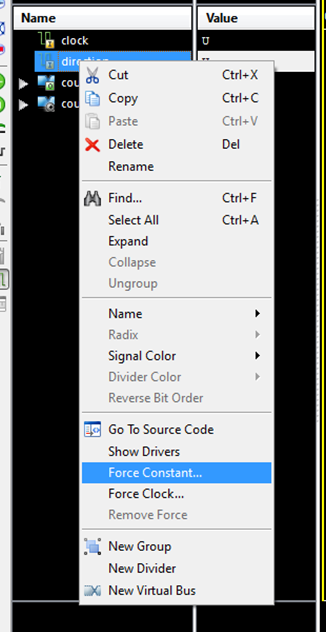 Name Value
clock U
direction U
cou
cou
Cut Ctrl+X
Copy Ctrl+C
Paste Ctrl+V
Delete Del
Rename
Find... Ctrl+F
Select All Ctrl+A
Expand
Collapse
Ungroup
Name
Radix
Signal Color
Divider Color
Reverse Bit Order
Go To Source Code
Show Drivers
Force Constant...
Force Clock...
Remove Force
New Group
New Divider
New Virtual Bus